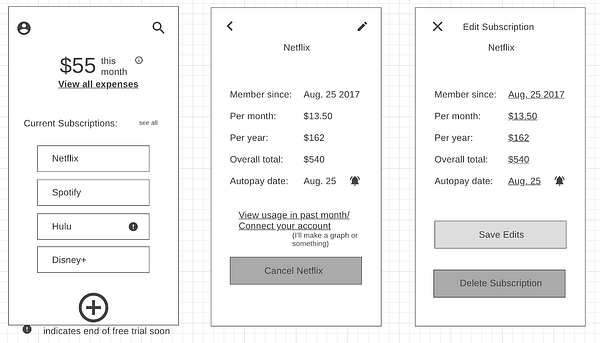 $55 this
month
View all expenses
Current Subscriptions: see all
Netflix
Spotify
Hulu
Disney+
indicates end of free trial soon
Netflix
Member since: Aug. 25 2017
Per month: $13.50
Per year: $162
Overall total: $540
Autopay date: Aug. 25
View usage in past month/
Connect your account
(I'll make a graph or
something)
Cancel Netflix
Edit Subscription
Netflix
Member since: Aug. 25 2017
Per month: $13.50
Per year: $162
Overall total: $540
Autopay date: Aug. 25
Save Edits
Delete Subscription